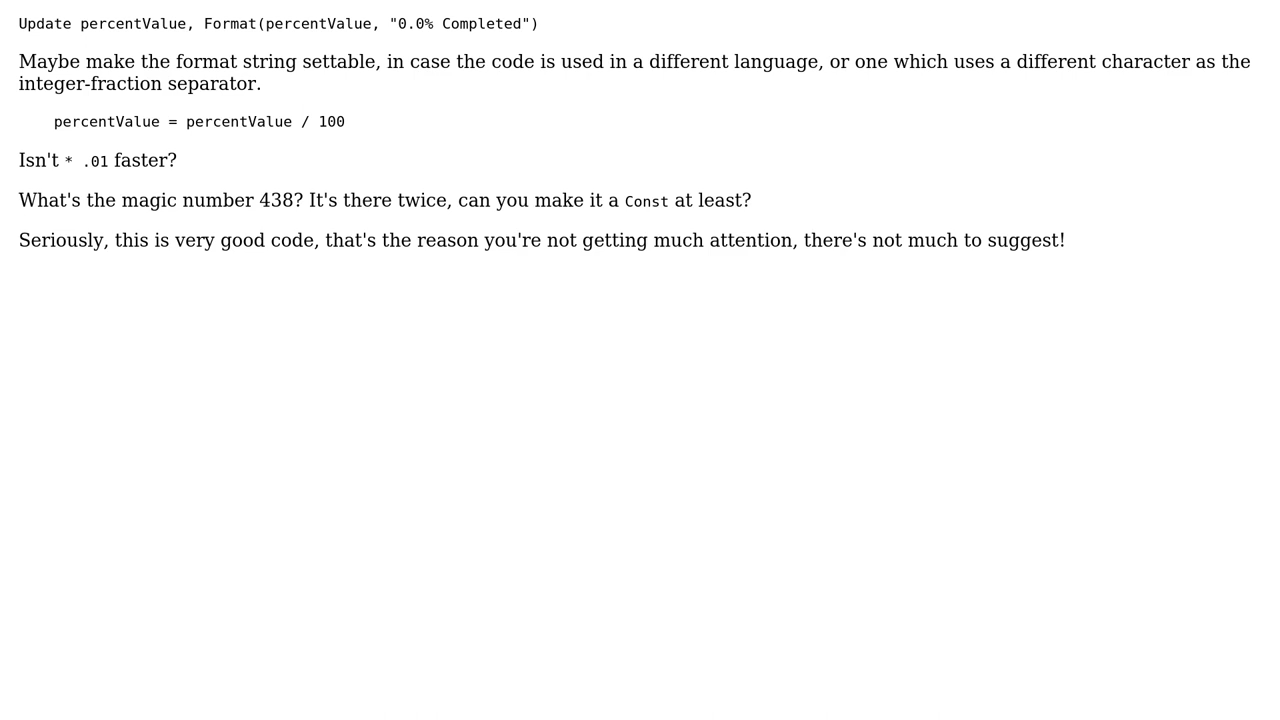 Update percentValue, Format(percentValue, "0.0% Completed")
Maybe make the format string settable, in case the code is used in a different language, or one which uses a different character as the
integer-fraction separator.
percentValue = percentValue / 100
Isn't * .01 faster?
What's the magic number 438? It's there twice, can you make it a Const at least?
Seriously, this is very good code, that's the reason you're not getting much attention, there's not much to suggest!